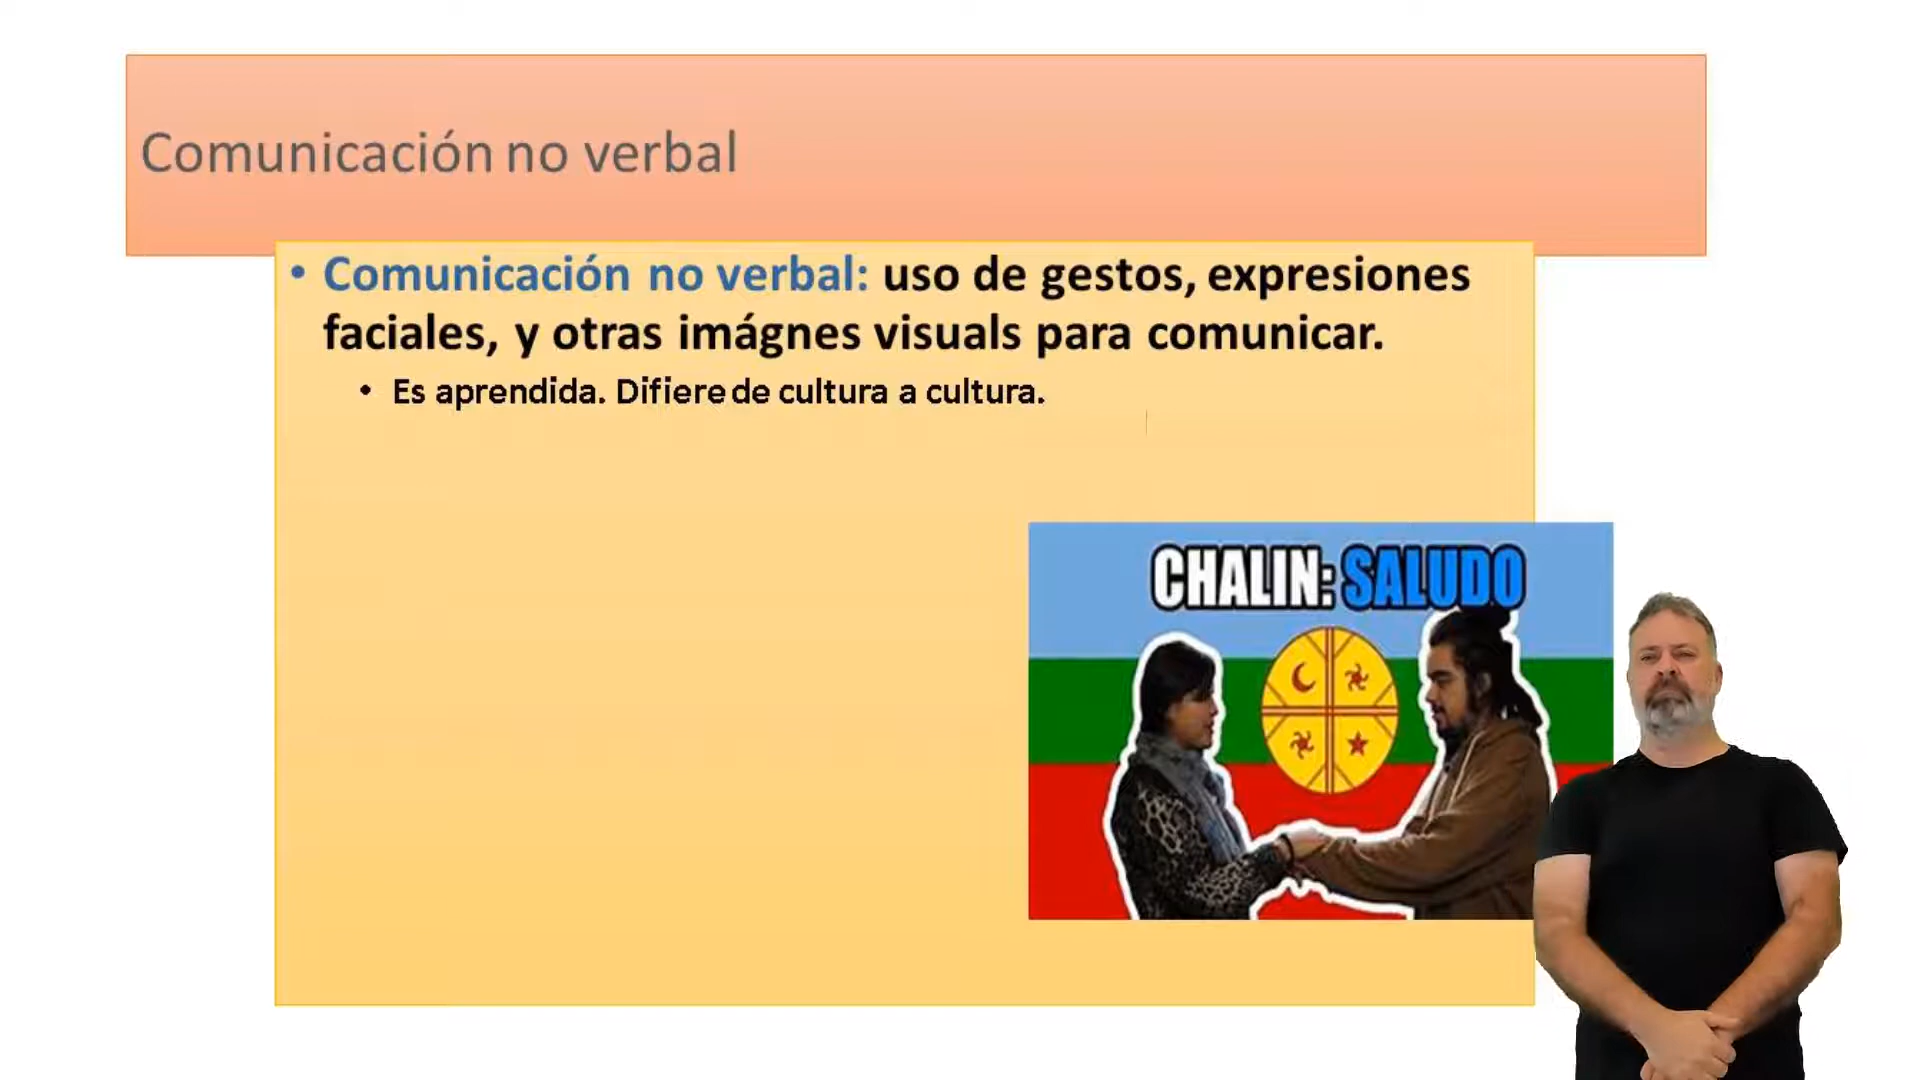 Comunicación no verbal
• Comunicación no verbal: uso de gestos, expresiones
faciales, y otras imágnes visuals para comunicar.
• Es aprendida. Difiere de cultura a cultura.
CHALIN: SALUDO